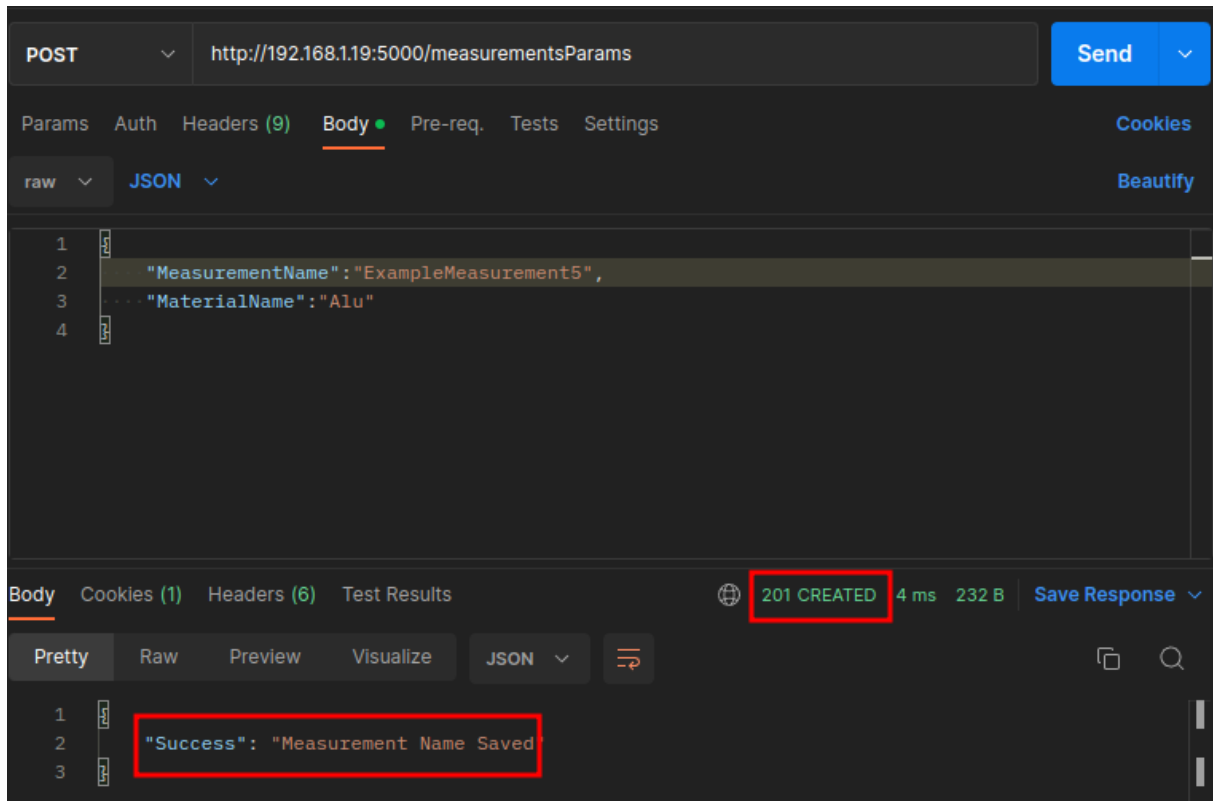 POST http://192.168.1.19:5000/measurementsParams Send
Params Auth Headers (9) Body Pre-req. Tests Settings Cookies
raw JSON Beautify
1 {
2 "MeasurementName":"ExampleMeasurement5",
3 "MaterialName":"Alu"
4 }
Body Cookies (1) Headers (6) Test Results 201 CREATED 4 ms 232 B Save Response
Pretty Raw Preview Visualize JSON
1 {
2 "Success": "Measurement Name Saved"
3 }